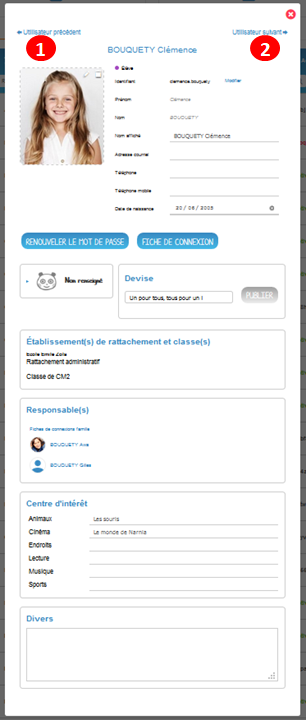 Utilisateur précédent
Utilisateur suivant
1
2
BOUQUETY Clémence
Élève
Identifiant clemence.bouquety Modifier
Prénom Clémence
Nom BOUQUETY
Nom affiché BOUQUETY Clémence
Adresse courriel
Téléphone
Téléphone mobile
Date de naissance 20 / 06 / 2003
RENOUVELER LE MOT DE PASSE
FICHE DE CONNEXION
Non renseigné
Devise
Un pour tous, tous pour un !
PUBLIER
Établissement(s) de rattachement et classe(s)
Ecole Emile Zola
Rattachement administratif
Classe de CM2
Responsable(s)
Fiches de connexions famille
BOUQUETY Awa
BOUQUETY Gilles
Centre d'intérêt
Animaux Les souris
Cinéma Le monde de Narnia
Endroits
Lecture
Musique
Sports
Divers